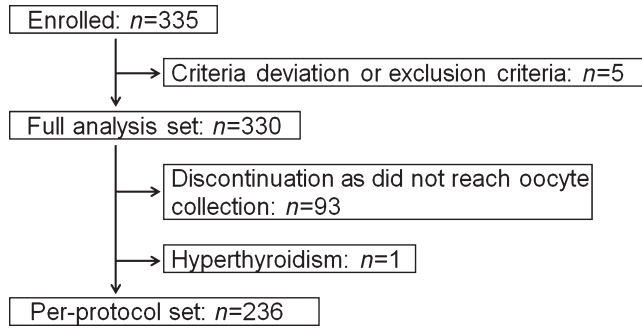 Enrolled: n=335
Criteria deviation or exclusion criteria: n=5
Full analysis set: n=330
Discontinuation as did not reach oocyte
collection: n=93
Hyperthyroidism: n=1
Per-protocol set: n=236